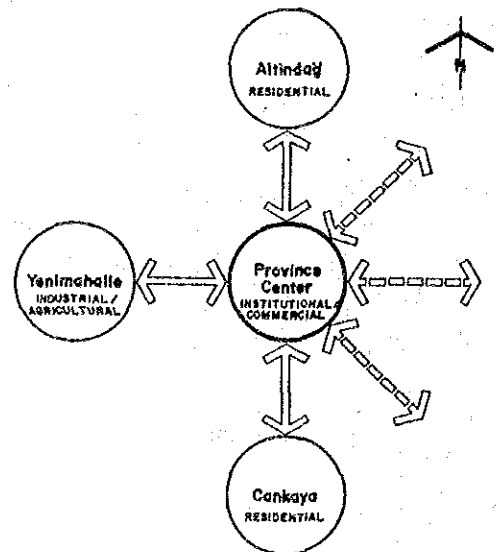 Altindağ
RESIDENTIAL
N
Yenimahalle
INDUSTRIAL/
AGRICULTURAL
Province
Center
INSTITUTIONAL/
COMMERCIAL
Cankaya
RESIDENTIAL